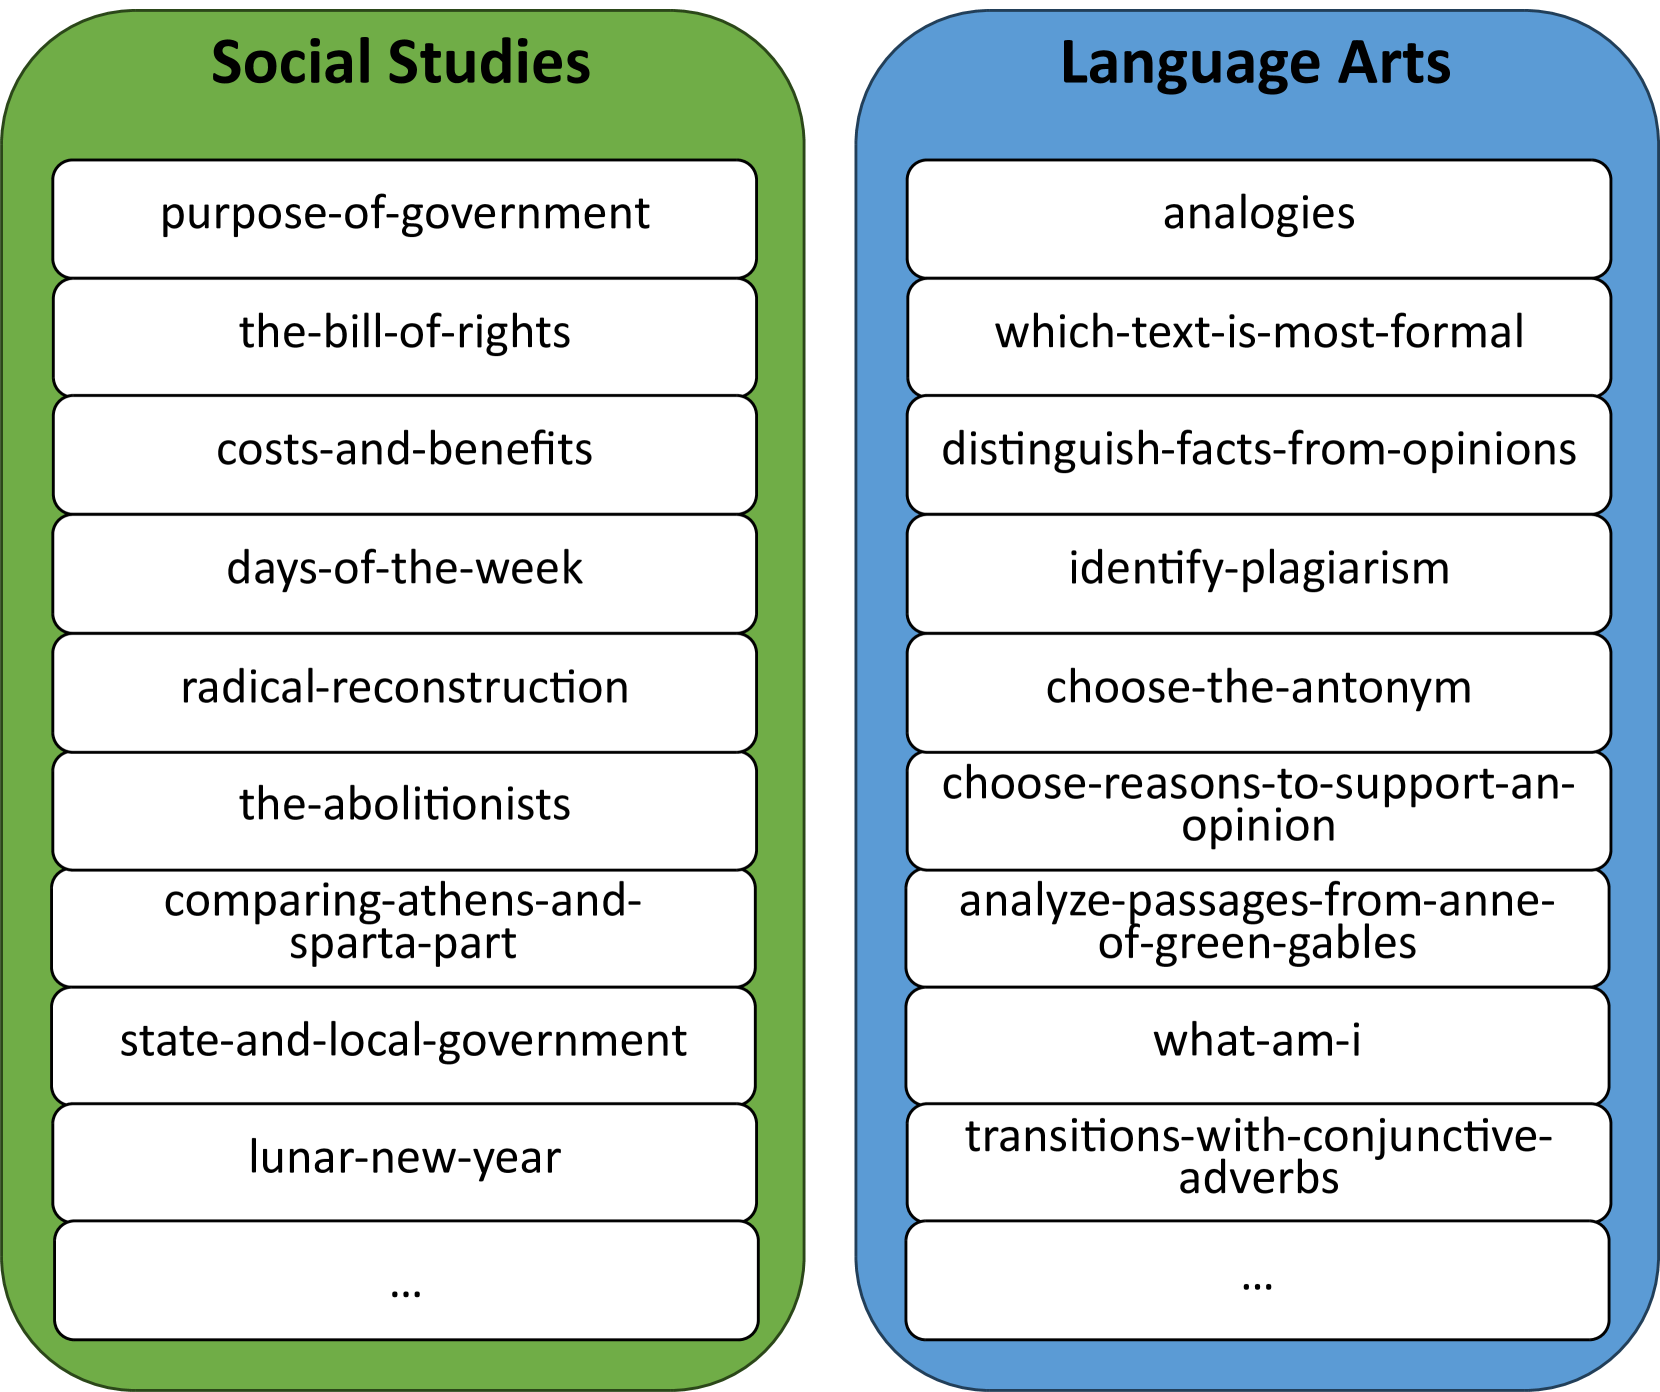 Social Studies
purpose-of-government
the-bill-of-rights
costs-and-benefits
days-of-the-week
radical-reconstruction
the-abolitionists
comparing-athens-and-
sparta-part
state-and-local-government
lunar-new-year
...
Language Arts
analogies
which-text-is-most-formal
distinguish-facts-from-opinions
identify-plagiarism
choose-the-antonym
choose-reasons-to-support-an-
opinion
analyze-passages-from-anne-
of-green-gables
what-am-i
transitions-with-conjunctive-
adverbs
...